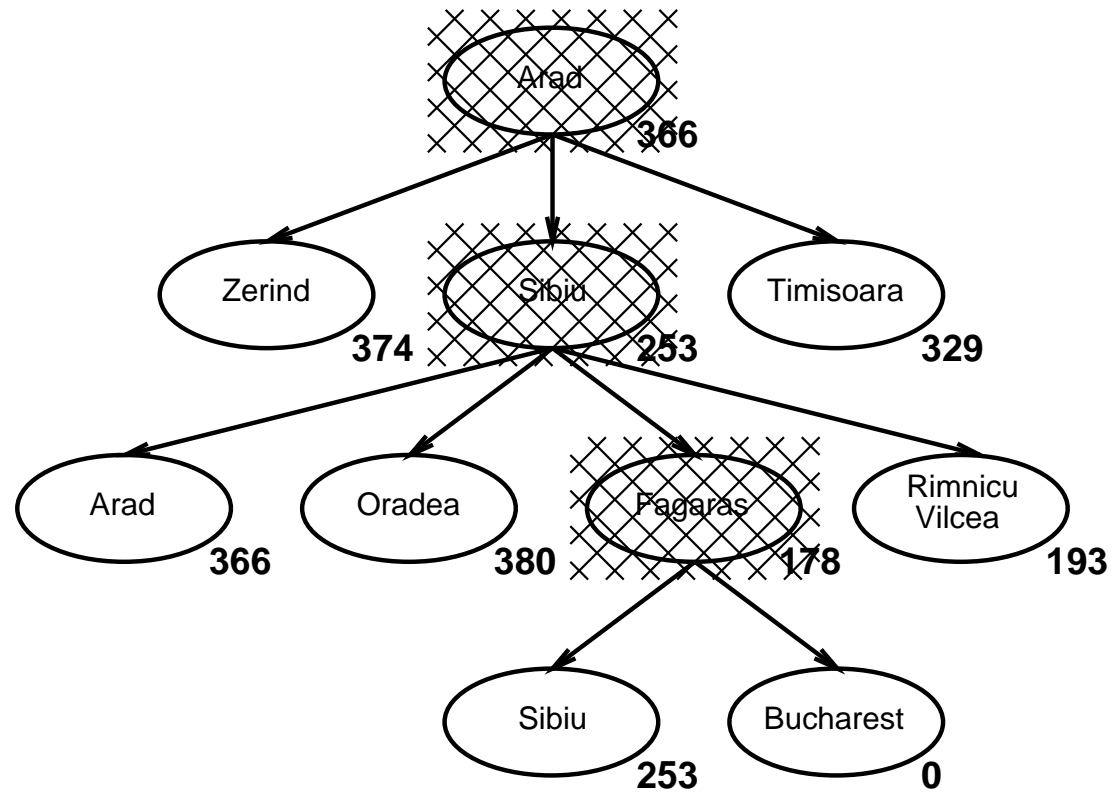 Arad
366
Zerind
374
Sibiu
253
Timisoara
329
Arad
366
Oradea
380
Fagaras
178
Rimnicu
Vilcea
193
Sibiu
253
Bucharest
0